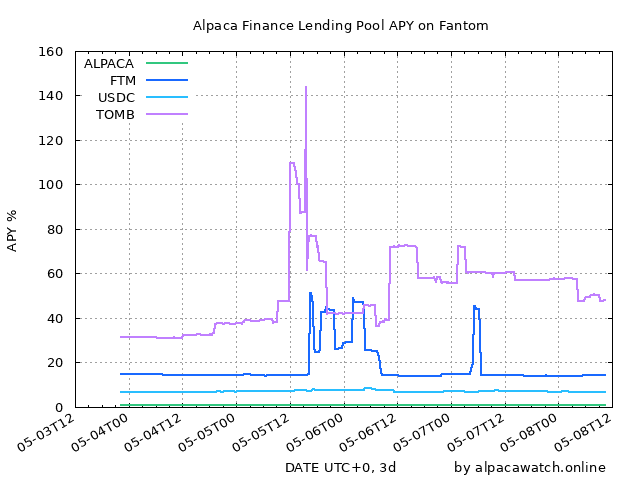 Alpaca Finance Lending Pool APY on Fantom
160
140
120
100
80
60
40
20
0
APY %
ALPACA
FTM
USDC
TOMB
05-03T12
05-04T00
05-04T12
05-05T00
05-05T12
05-06T00
05-06T12
05-07T00
05-07T12
05-08T00
05-08T12
DATE UTC+0, 3d
by alpacawatch.online